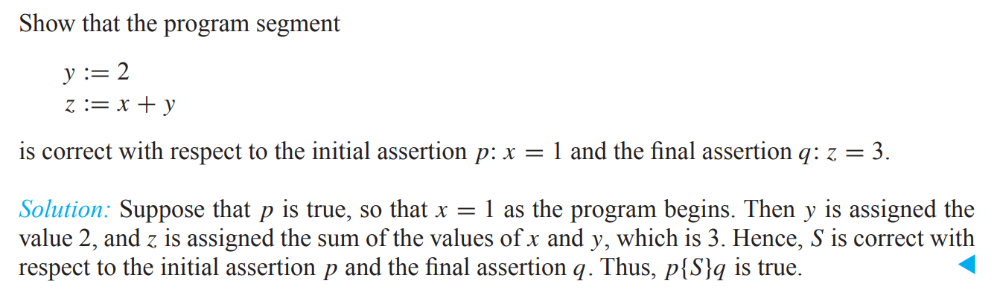 Show that the program segment
y := 2
z := x + y
is correct with respect to the initial assertion p: x = 1 and the final assertion q: z = 3.
Solution: Suppose that p is true, so that x = 1 as the program begins. Then y is assigned the
value 2, and z is assigned the sum of the values of x and y, which is 3. Hence, S is correct with
respect to the initial assertion p and the final assertion q. Thus, p{S}q is true.